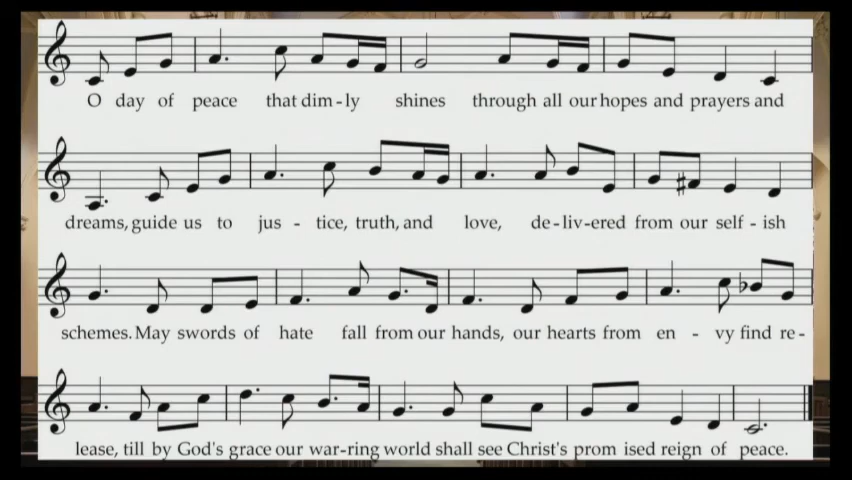 O day of peace that dim-ly shines through all our hopes and prayers and
dreams, guide us to jus - tice, truth, and love, de-liv-ered from our self - ish
schemes. May swords of hate fall from our hands, our hearts from en - vy find re-
lease, till by God's grace our war-ring world shall see Christ's prom ised reign of peace.